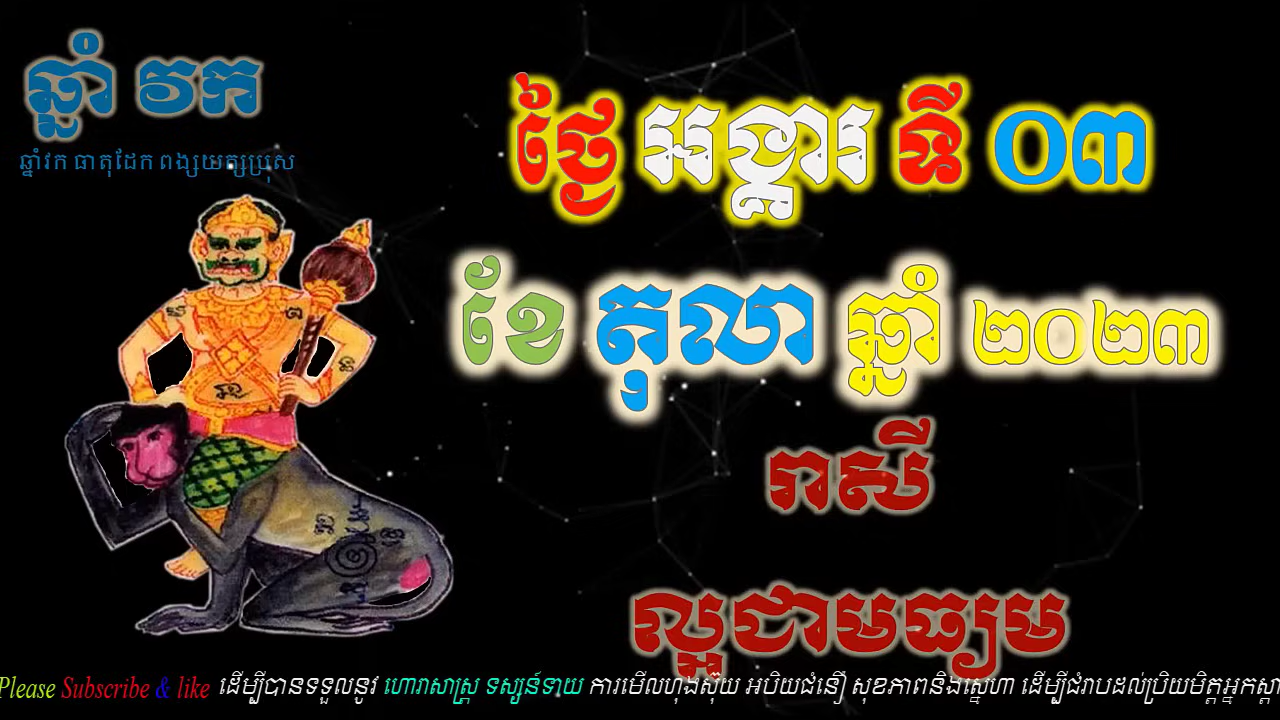 ឆ្នាំ វក
ឆ្នាំវក ធាតុដែក ពង្សយក្សប្រុស
ថ្ងៃ អង្គារ ទី ០៣
ខែ តុលា ឆ្នាំ ២០២៣
រាសី
ល្អជាមធ្យម
Please Subscribe & like ដើម្បីបានទទួលនូវ ហោរាសាស្ត្រ ទស្សន៍ទាយ ការមើលហុងស៊ុយ អបិយជំនឿ សុខភាពនិងស្នេហា ដើម្បីជំរាបដល់ប្រិយមិត្តអ្នកស្តា